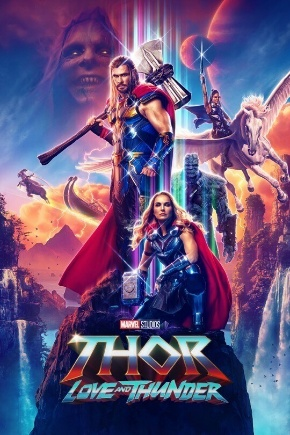 MARVEL STUDIOS
THOR
LOVE AND THUNDER